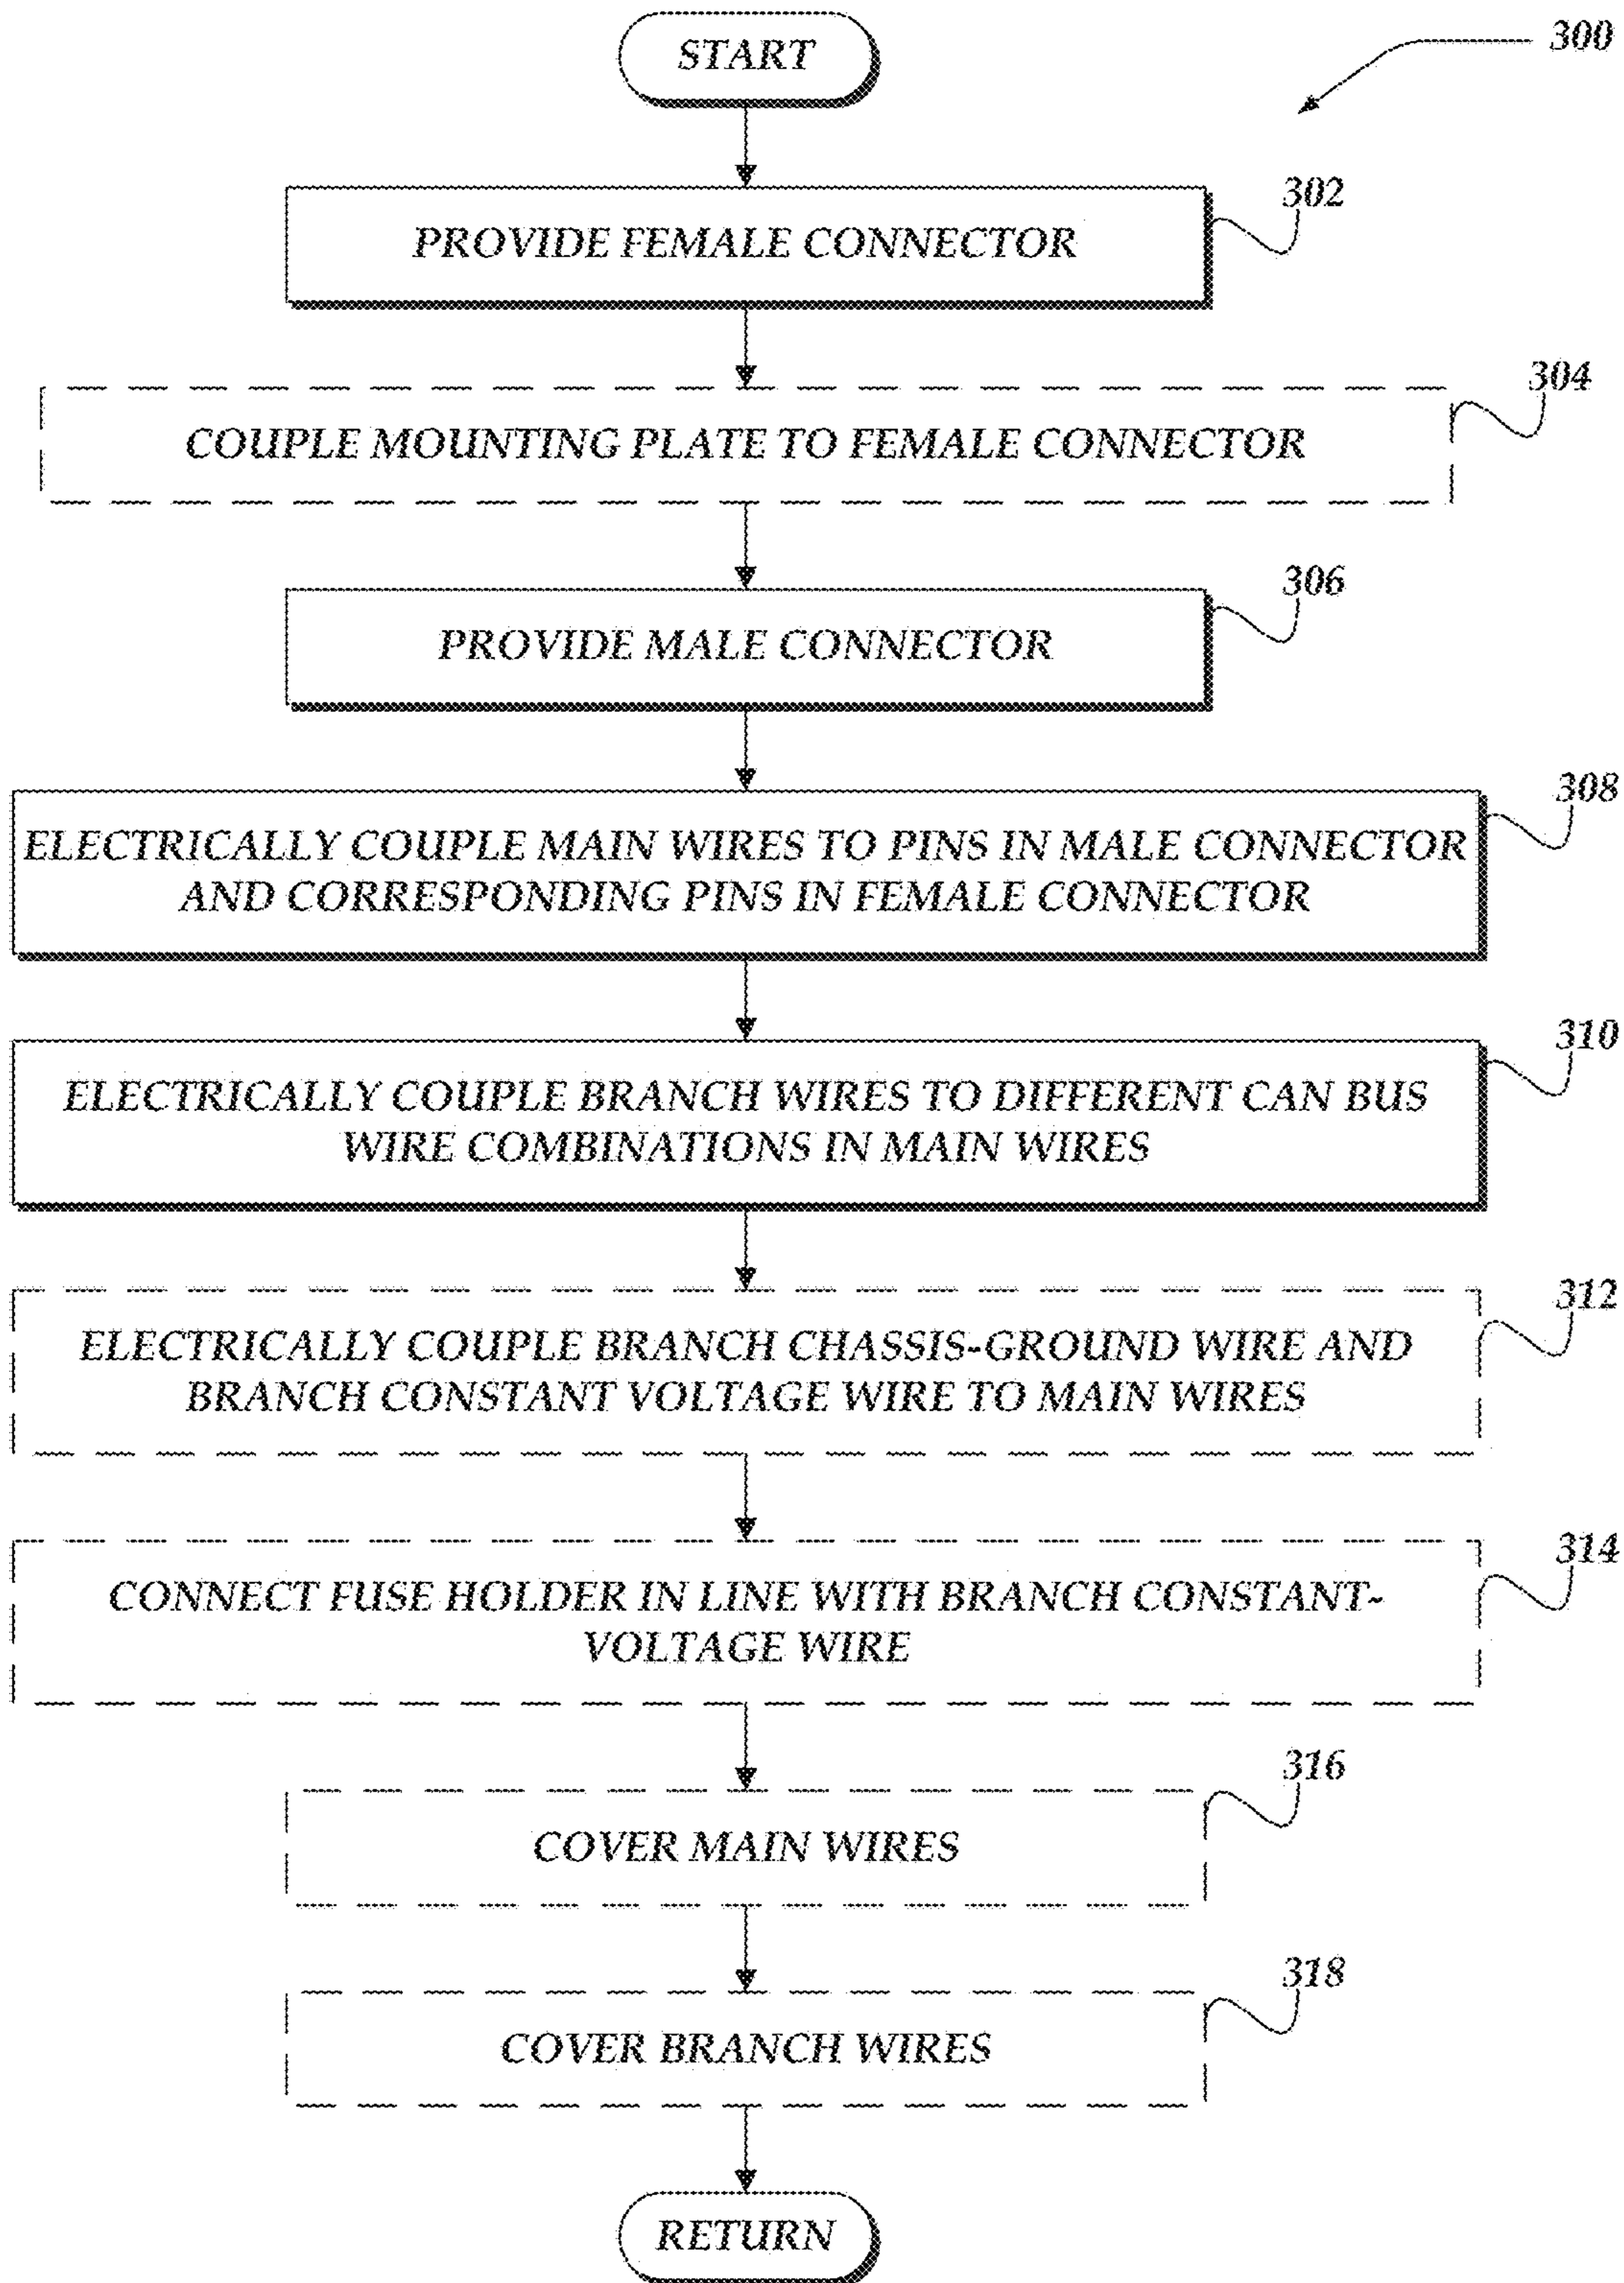 START
300
302
PROVIDE FEMALE CONNECTOR
304
COUPLE MOUNTING PLATE TO FEMALE CONNECTOR
306
PROVIDE MALE CONNECTOR
308
ELECTRICALLY COUPLE MAIN WIRES TO PINS IN MALE CONNECTOR
AND CORRESPONDING PINS IN FEMALE CONNECTOR
310
ELECTRICALLY COUPLE BRANCH WIRES TO DIFFERENT CAN BUS
WIRE COMBINATIONS IN MAIN WIRES
312
ELECTRICALLY COUPLE BRANCH CHASSIS-GROUND WIRE AND
BRANCH CONSTANT VOLTAGE WIRE TO MAIN WIRES
314
CONNECT FUSE HOLDER IN LINE WITH BRANCH CONSTANT-
VOLTAGE WIRE
316
COVER MAIN WIRES
318
COVER BRANCH WIRES
RETURN